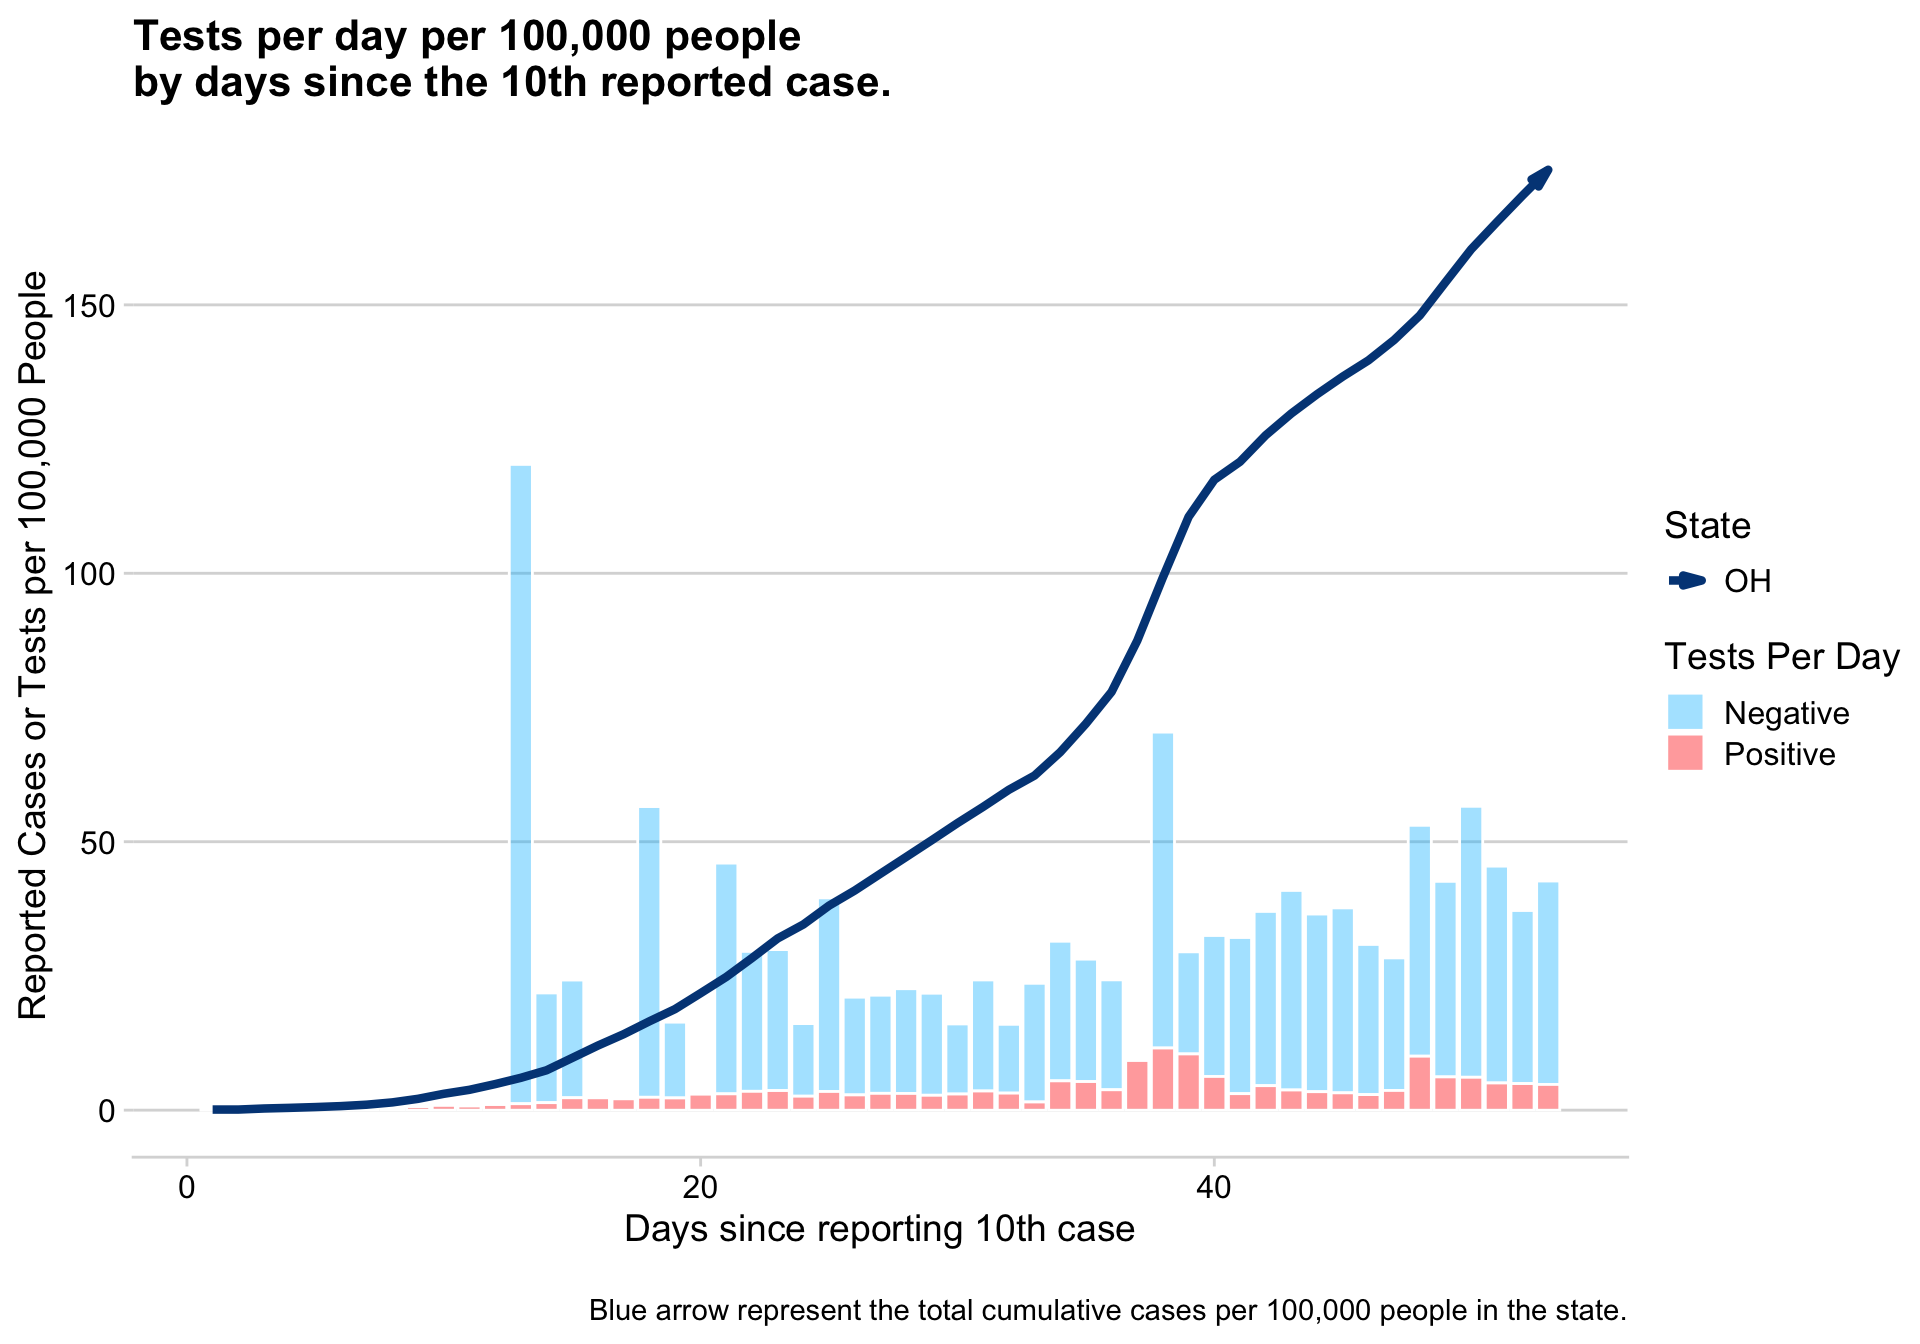 Tests per day per 100,000 people
by days since the 10th reported case.
Reported Cases or Tests per 100,000 People
150
100
50
0
0
20
40
Days since reporting 10th case
State
OH
Tests Per Day
Negative
Positive
Blue arrow represent the total cumulative cases per 100,000 people in the state.